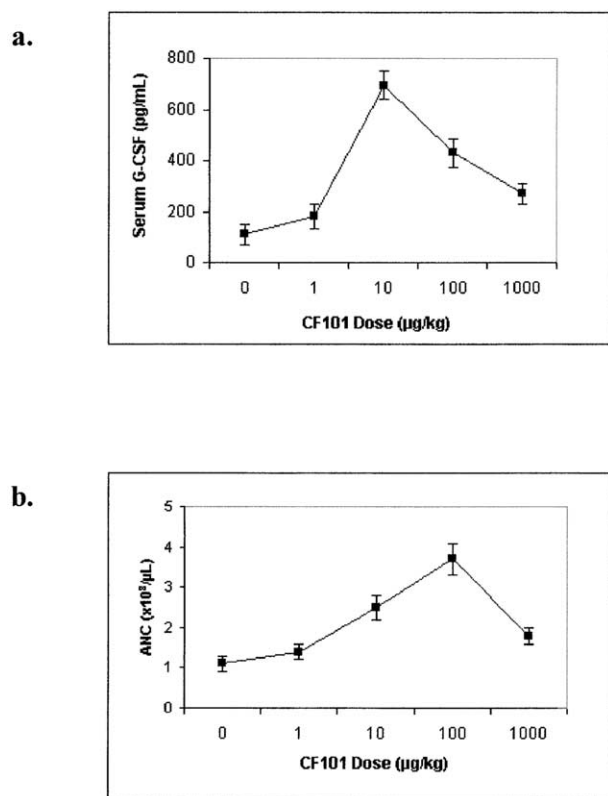 a.
Serum G-CSF (pg/mL)
800
600
400
200
0
0 1 10 100 1000
CF101 Dose (µg/kg)
b.
ANC (x10³/µL)
5
4
3
2
1
0
0 1 10 100 1000
CF101 Dose (µg/kg)